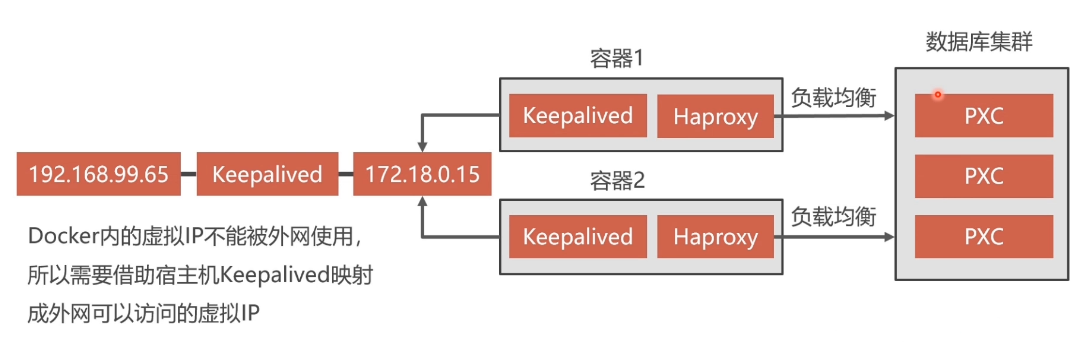 数据库集群
容器1
Keepalived
Haproxy
负载均衡
PXC
192.168.99.65
Keepalived
172.18.0.15
PXC
容器2
Keepalived
Haproxy
负载均衡
PXC
Docker内的虚拟IP不能被外网使用，
所以需要借助宿主机Keepalived映射
成外网可以访问的虚拟IP